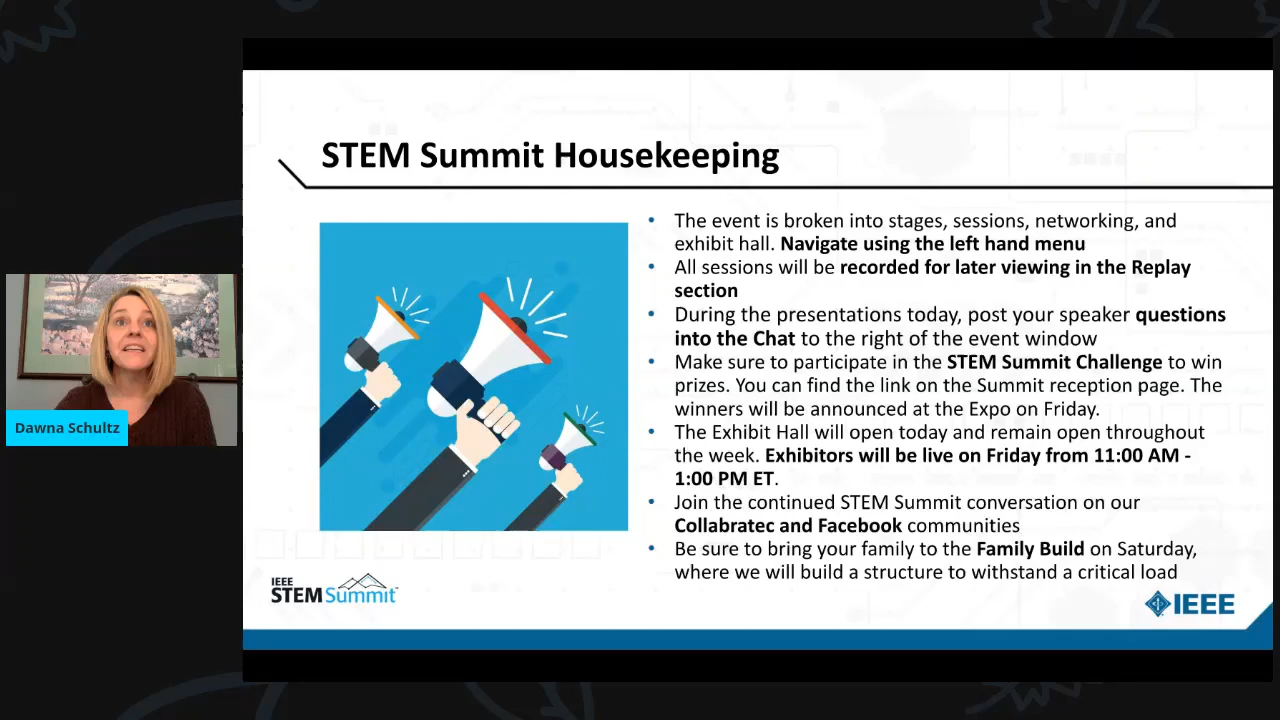 STEM Summit Housekeeping
• The event is broken into stages, sessions, networking, and
exhibit hall. Navigate using the left hand menu
• All sessions will be recorded for later viewing in the Replay
section
• During the presentations today, post your speaker questions
into the Chat to the right of the event window
• Make sure to participate in the STEM Summit Challenge to win
prizes. You can find the link on the Summit reception page. The
winners will be announced at the Expo on Friday.
• The Exhibit Hall will open today and remain open throughout
the week. Exhibitors will be live on Friday from 11:00 AM -
1:00 PM ET.
• Join the continued STEM Summit conversation on our
Collabratec and Facebook communities
• Be sure to bring your family to the Family Build on Saturday,
where we will build a structure to withstand a critical load
Dawna Schultz
IEEE
STEM Summit™
IEEE